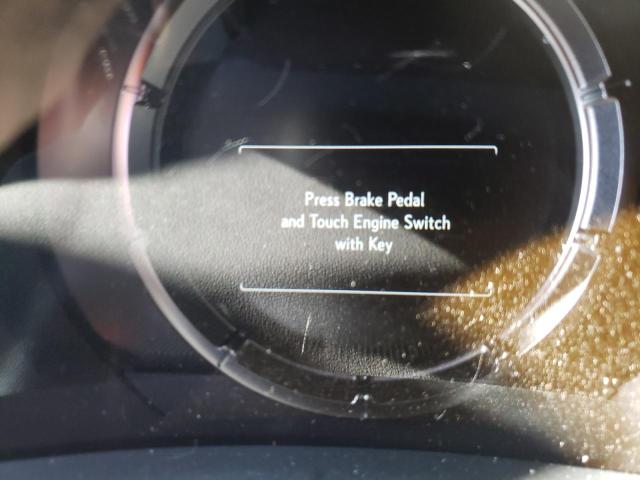 Press Brake Pedal
and Touch Engine Switch
with Key